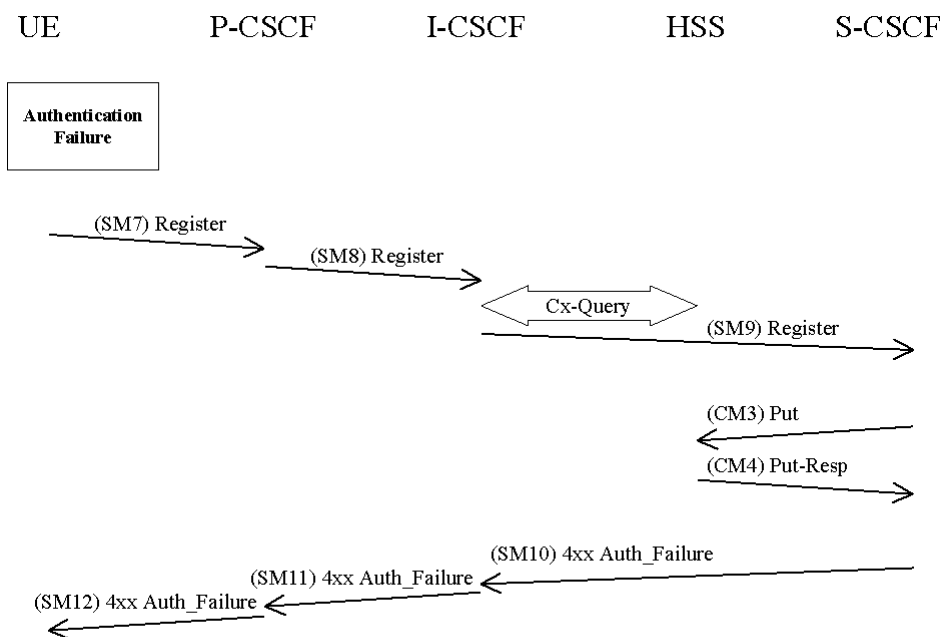 UE P-CSCF I-CSCF HSS S-CSCF
Authentication
Failure
(SM7) Register
(SM8) Register
Cx-Query
(SM9) Register
(CM3) Put
(CM4) Put-Resp
(SM10) 4xx Auth_Failure
(SM11) 4xx Auth_Failure
(SM12) 4xx Auth_Failure